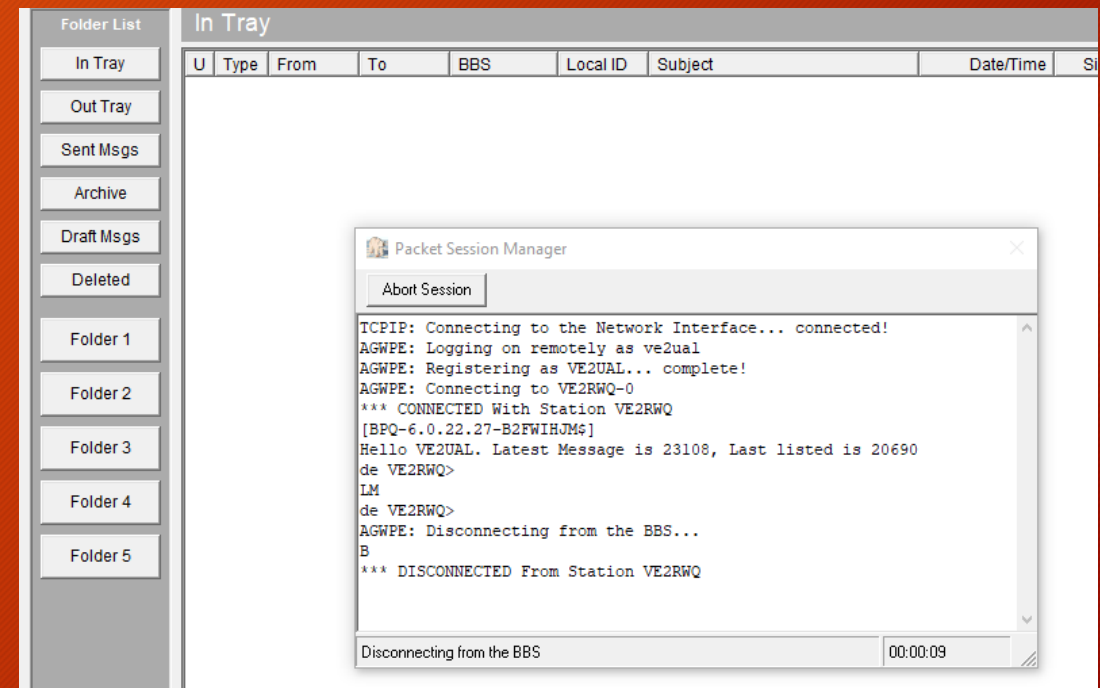 Folder List
In Tray
Out Tray
Sent Msgs
Archive
Draft Msgs
Deleted
Folder 1
Folder 2
Folder 3
Folder 4
Folder 5
In Tray
U Type From To BBS Local ID Subject Date/Time Si
Packet Session Manager
Abort Session
TCPIP: Connecting to the Network Interface... connected!
AGWPE: Logging on remotely as ve2ual
AGWPE: Registering as VE2UAL... complete!
AGWPE: Connecting to VE2RWQ-0
*** CONNECTED With Station VE2RWQ
[BPQ-6.0.22.27-B2FWIHJM$]
Hello VE2UAL. Latest Message is 23108, Last listed is 20690
de VE2RWQ>
LM
de VE2RWQ>
AGWPE: Disconnecting from the BBS...
B
*** DISCONNECTED From Station VE2RWQ
Disconnecting from the BBS 00:00:09